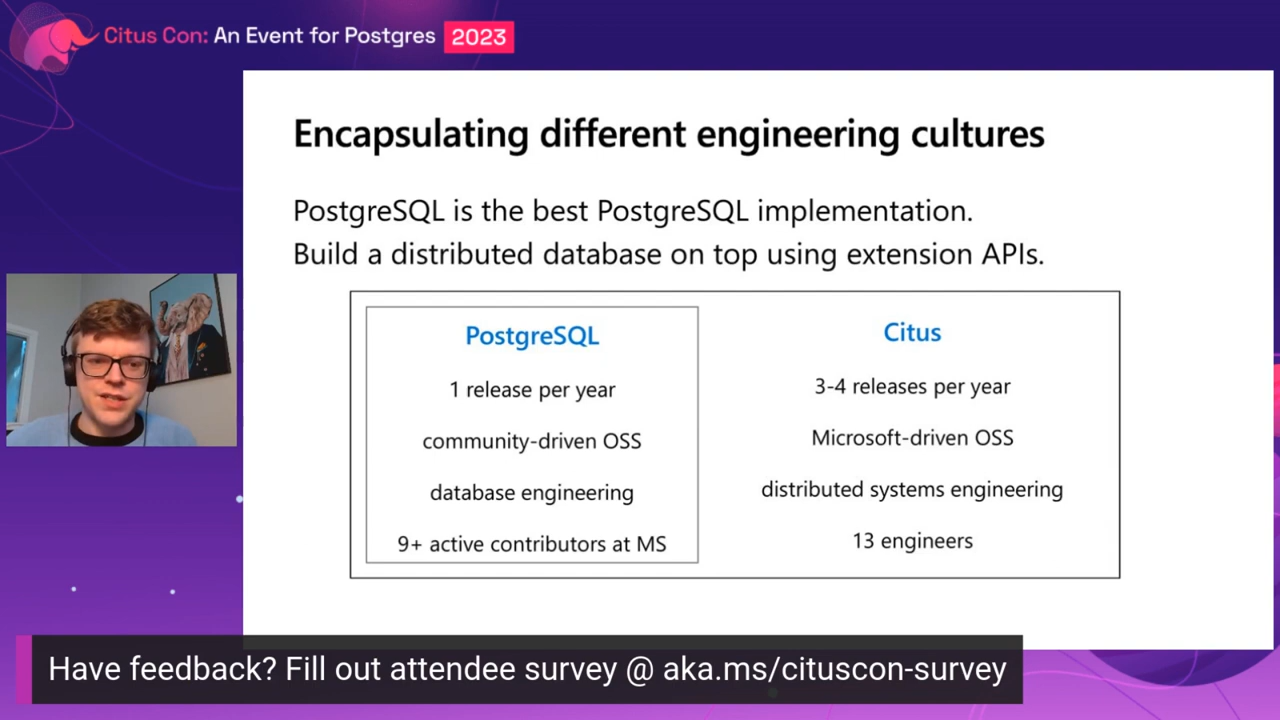 Citus Con: An Event for Postgres 2023
Encapsulating different engineering cultures
PostgreSQL is the best PostgreSQL implementation.
Build a distributed database on top using extension APIs.
PostgreSQL
1 release per year
community-driven OSS
database engineering
9+ active contributors at MS
Citus
3-4 releases per year
Microsoft-driven OSS
distributed systems engineering
13 engineers
Have feedback? Fill out attendee survey @ aka.ms/cituscon-survey